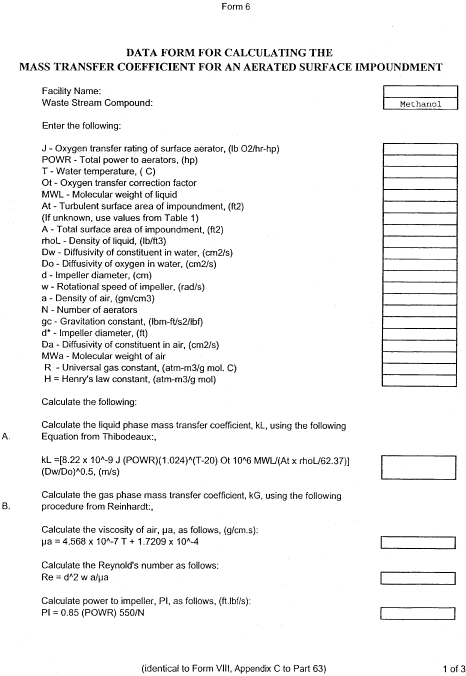 Form 6
DATA FORM FOR CALCULATING THE
MASS TRANSFER COEFFICIENT FOR AN AERATED SURFACE IMPOUNDMENT
Facility Name:
Waste Stream Compound: Methanol
Enter the following:
J - Oxygen transfer rating of surface aerator, (lb O2/hr-hp)
POWR - Total power to aerators, (hp)
T - Water temperature, ( C)
Ot - Oxygen transfer correction factor
MWL - Molecular weight of liquid
At - Turbulent surface area of impoundment, (ft2)
(If unknown, use values from Table 1)
A - Total surface area of impoundment, (ft2)
rhoL - Density of liquid, (lb/ft3)
Dw - Diffusivity of constituent in water, (cm2/s)
Do - Diffusivity of oxygen in water, (cm2/s)
d - Impeller diameter, (cm)
w - Rotational speed of impeller, (rad/s)
a - Density of air, (gm/cm3)
N - Number of aerators
gc - Gravitation constant, (lbm-ft/s2/lbf)
d* - Impeller diameter, (ft)
Da - Diffusivity of constituent in air, (cm2/s)
MWa - Molecular weight of air
R - Universal gas constant, (atm-m3/g mol. C)
H = Henry's law constant, (atm-m3/g mol)
Calculate the following:
Calculate the liquid phase mass transfer coefficient, kL, using the following
A. Equation from Thibodeaux:,
kL =[8.22 x 10^-9 J (POWR)(1.024)^(T-20) Ot 10^6 MWL/(At x rhoL/62.37)]
(Dw/Do)^0.5, (m/s)
Calculate the gas phase mass transfer coefficient, kG, using the following
B. procedure from Reinhardt:,
Calculate the viscosity of air, µa, as follows, (g/cm.s):
µa = 4.568 x 10^-7 T + 1.7209 x 10^-4
Calculate the Reynold's number as follows:
Re = d^2 w a/µa
Calculate power to impeller, PI, as follows, (ft.lbf/s):
PI = 0.85 (POWR) 550/N
(identical to Form VIII, Appendix C to Part 63)
1 of 3